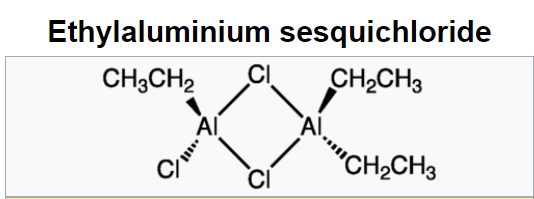 Ethylaluminium sesquichloride
CH₃CH₂ Cl CH₂CH₃
Al Al
Cl Cl CH₂CH₃